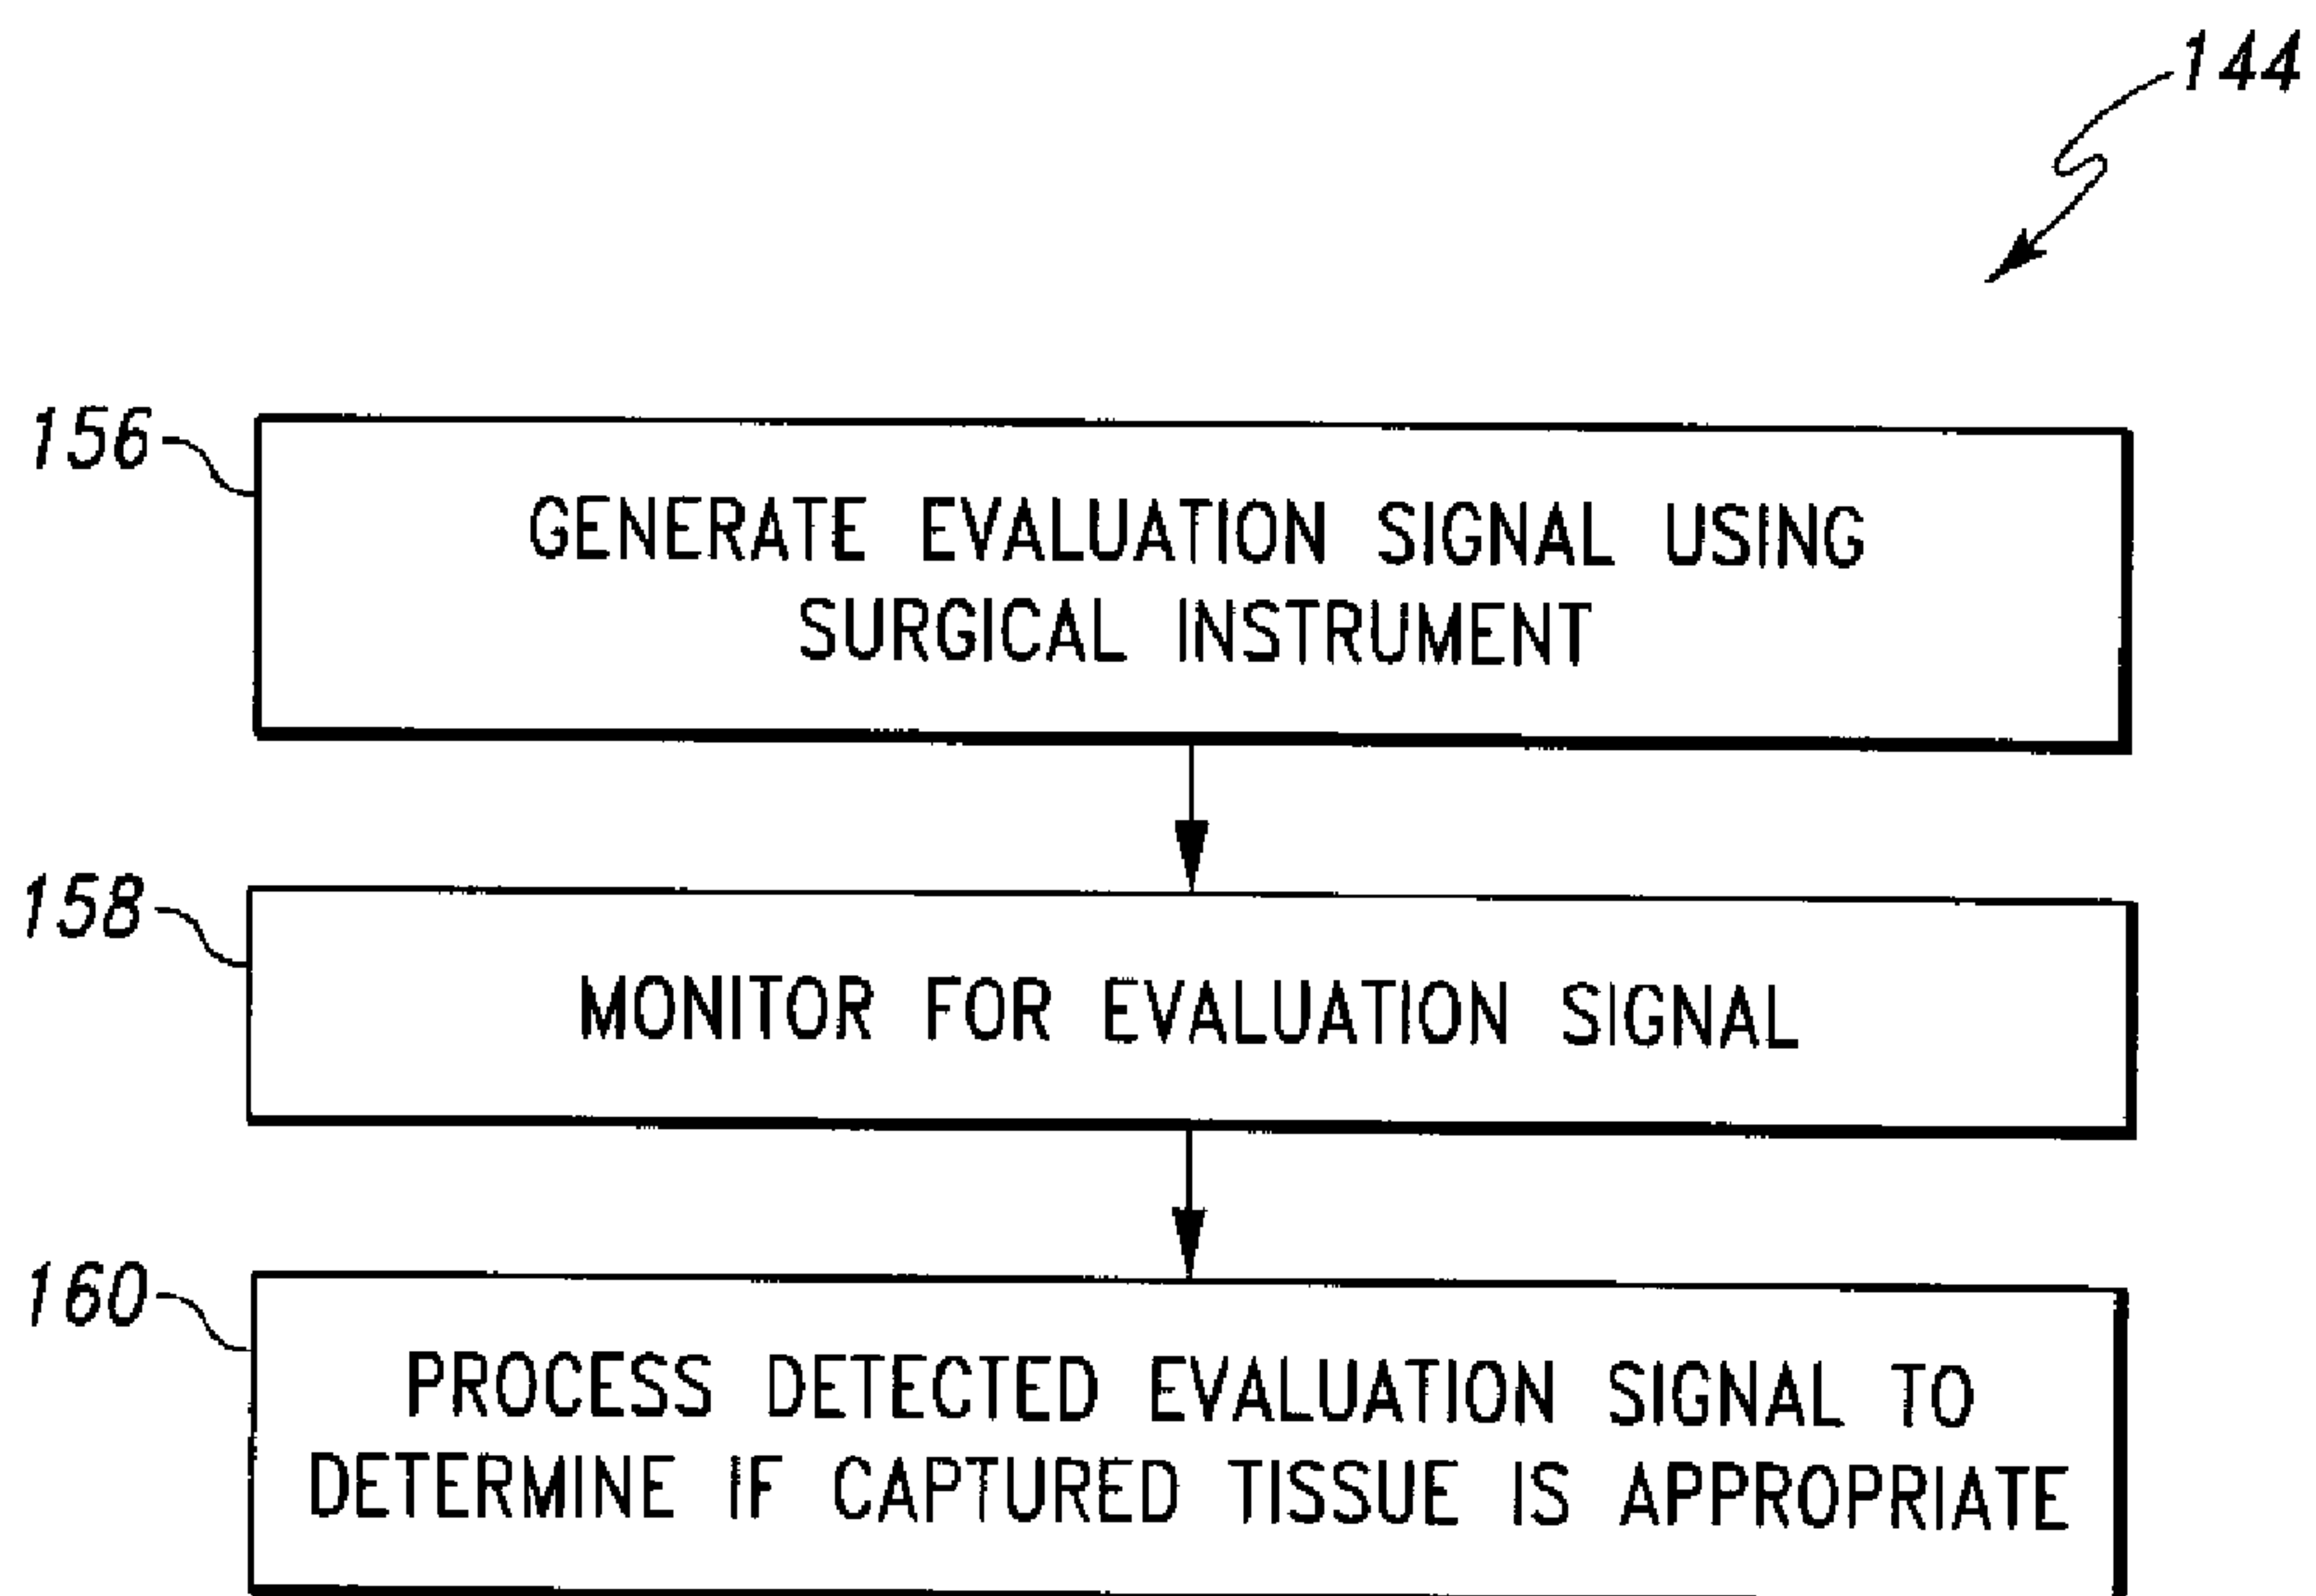 144
156
GENERATE EVALUATION SIGNAL USING
SURGICAL INSTRUMENT
158
MONITOR FOR EVALUATION SIGNAL
160
PROCESS DETECTED EVALUATION SIGNAL TO
DETERMINE IF CAPTURED TISSUE IS APPROPRIATE